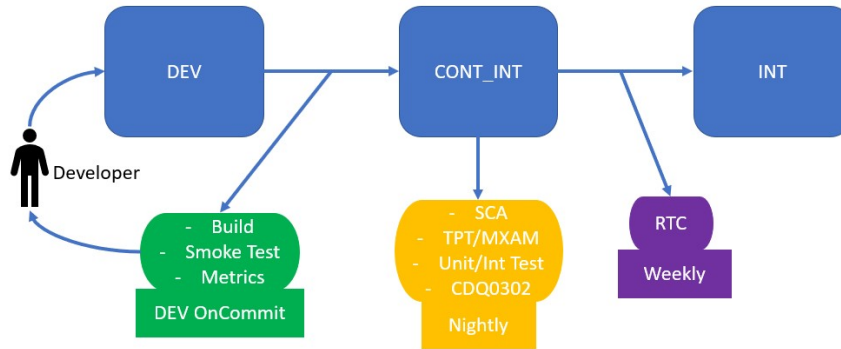 DEV
CONT_INT
INT
Developer
- Build
- Smoke Test
- Metrics
DEV OnCommit
- SCA
- TPT/MXAM
- Unit/Int Test
- CDQ0302
Nightly
RTC
Weekly